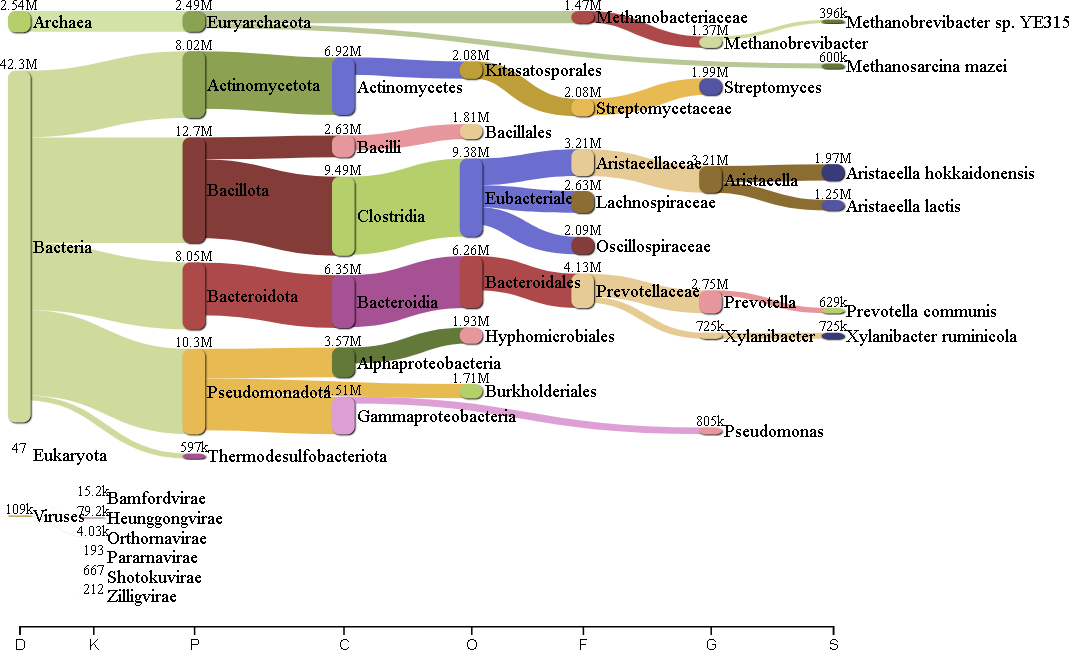 2.54M
Archaea
2.49M
Euryarchaeota
1.47M
Methanobacteriaceae
1.37M
Methanobrevibacter
396k
Methanobrevibacter sp. YE315
600k
Methanosarcina mazei
42.3M
Bacteria
8.02M
Actinomycetota
6.92M
Actinomycetes
2.08M
Kitasatosporales
2.08M
Streptomycetaceae
1.99M
Streptomyces
12.7M
Bacillota
2.63M
Bacilli
1.81M
Bacillales
9.49M
Clostridia
9.38M
Eubacteriale
3.21M
Aristaellaceae
3.21M
Aristaeella
1.97M
Aristaeella hokkaidonensis
1.25M
Aristaeella lactis
2.63M
Lachnospiraceae
2.09M
Oscillospiraceae
8.05M
Bacteroidota
6.35M
Bacteroidia
6.26M
Bacteroidales
4.13M
Prevotellaceae
2.75M
Prevotella
629k
Prevotella communis
725k
Xylanibacter
725k
Xylanibacter ruminicola
10.3M
Pseudomonadota
3.57M
Alphaproteobacteria
1.93M
Hyphomicrobiales
1.71M
Burkholderiales
4.51M
Gammaproteobacteria
805k
Pseudomonas
597k
Thermodesulfobacteriota
47
Eukaryota
109k
Viruses
15.2k
Bamfordvirae
79.2k
Heunggongvirae
4.03k
Orthornavirae
193
Pararnavirae
667
Shotokuvirae
212
Zilligvirae
D K P C O F G S